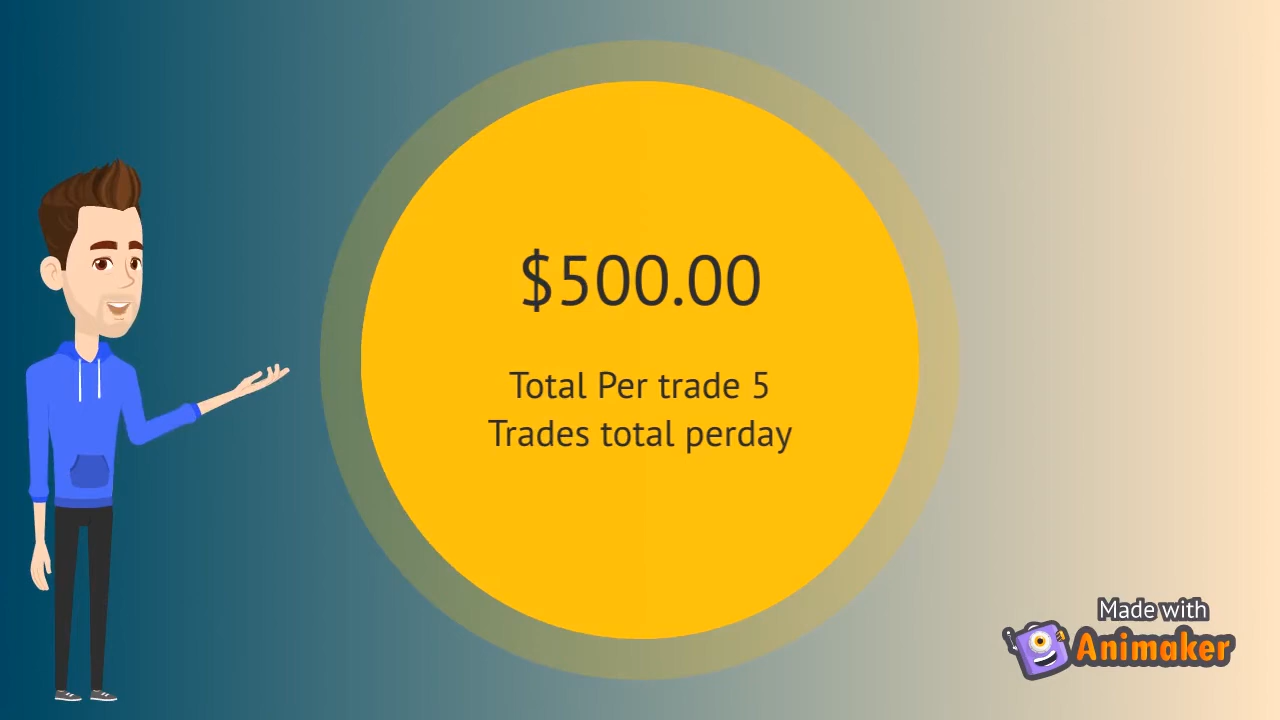 $500.00
Total Per trade 5
Trades total perday
Made with
Animaker